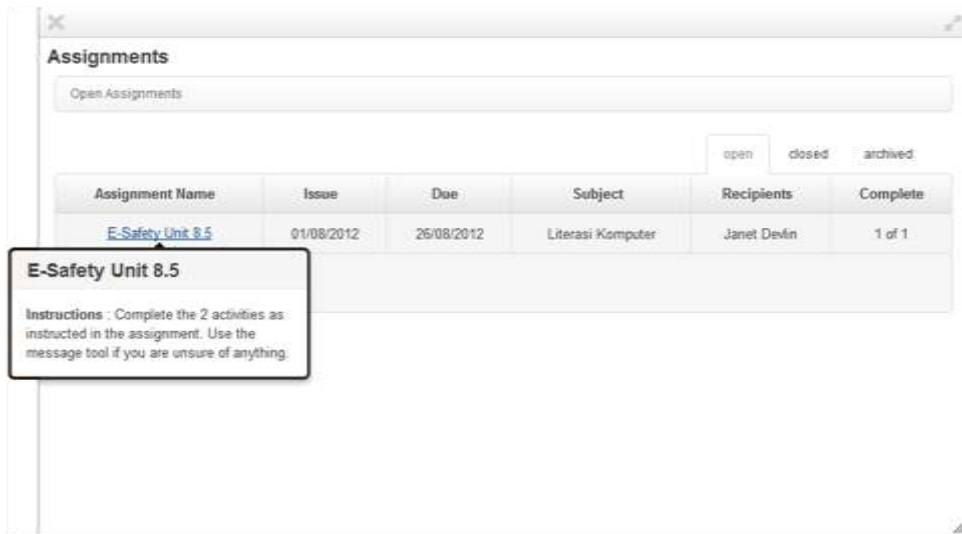 Assignments
Open Assignments
open closed archived
Assignment Name Issue Due Subject Recipients Complete
E-Safety Unit 8.5 01/08/2012 26/08/2012 Literasi Komputer Janet Devlin 1 of 1
E-Safety Unit 8.5
Instructions : Complete the 2 activities as
instructed in the assignment. Use the
message tool if you are unsure of anything.